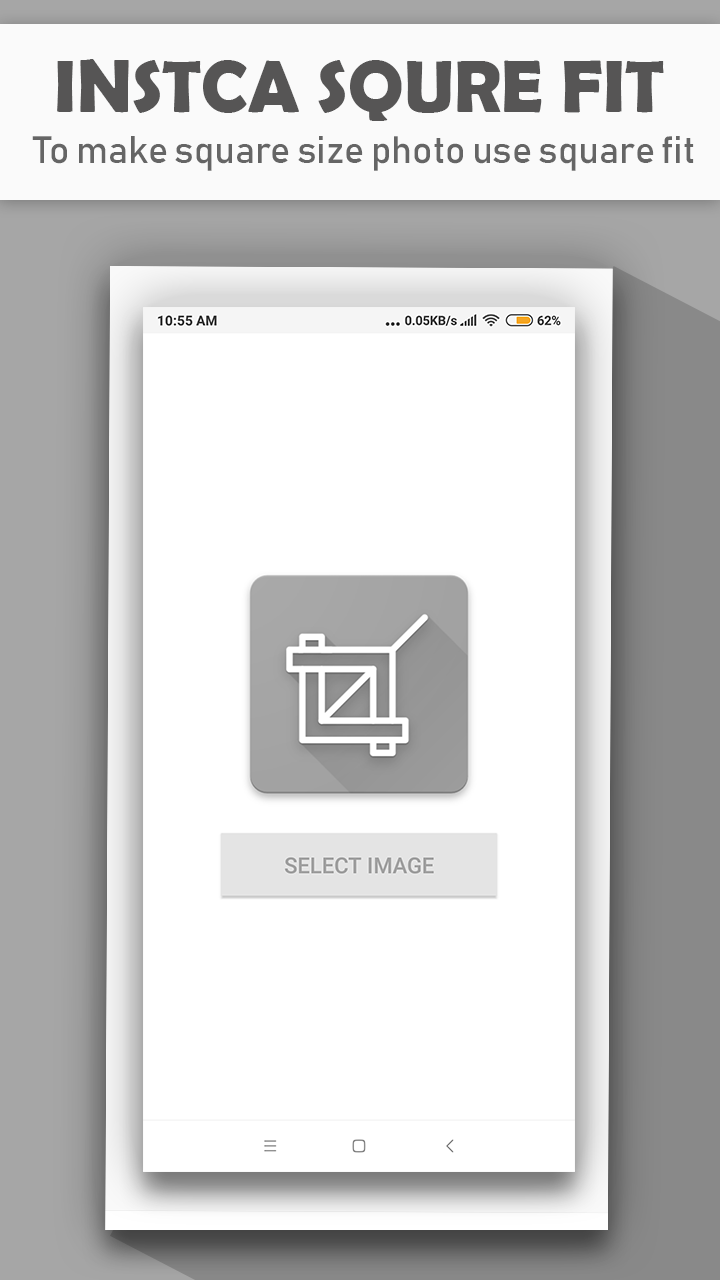 INSTCA SQURE FIT
To make square size photo use square fit
10:55 AM ... 0.05KB/s 62%
SELECT IMAGE